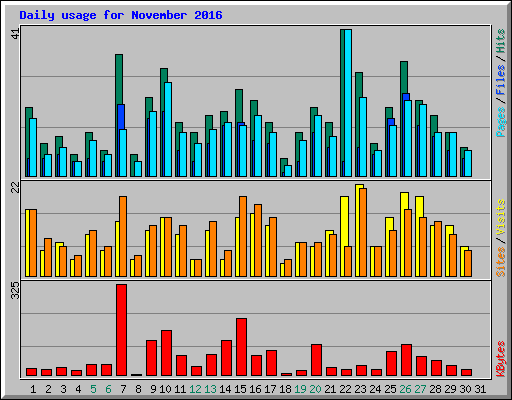 Daily usage for November 2016
41
Pages / Files / Hits
22
Sites / Visits
325
KBytes
1 2 3 4 5 6 7 8 9 10 11 12 13 14 15 16 17 18 19 20 21 22 23 24 25 26 27 28 29 30 31